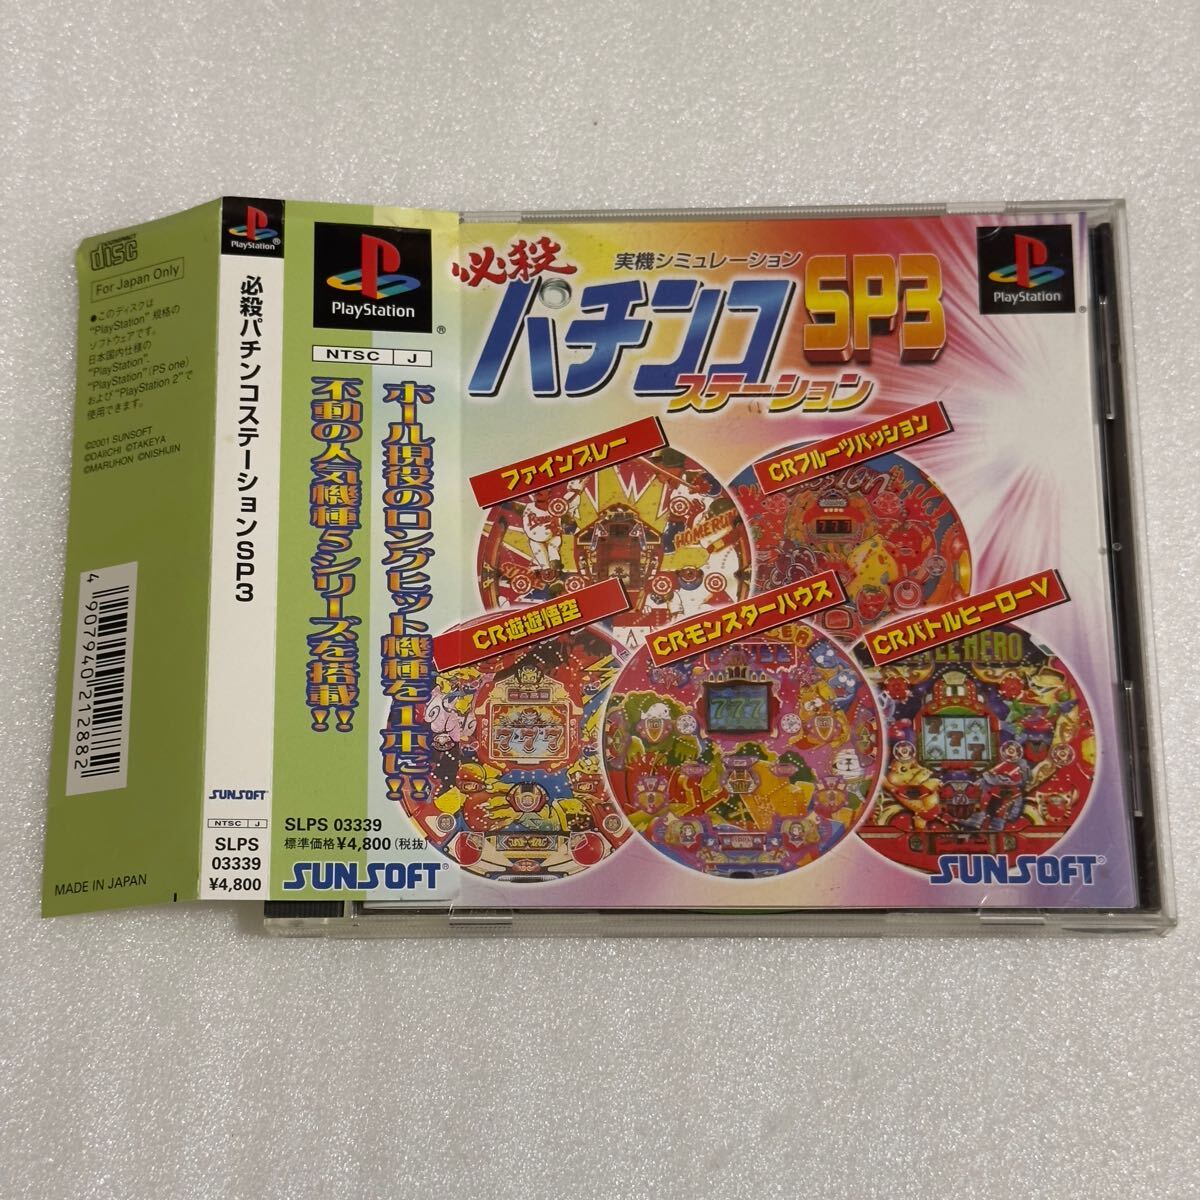 COMPACT
disc
For Japan Only
●このディスクは
"PlayStation" 規格の
ソフトウェアです。
日本国内仕様の
"PlayStation"、
"PlayStation"(PS one)
および"PlayStation 2"で
使用できます。
©2001 SUNSOFT
©DAIICHI ©TAKEYA
©MARUHON ©NISHIJIN
4 907940 212882
MADE IN JAPAN
PlayStation®
必殺パチンコステーションSP3
SUNSOFT®
NTSC J
SLPS
03339
¥4,800
PlayStation
®
NTSC J
ホール現役のロングヒット機種を1本に!!
不動の人気機種5シリーズを搭載!!
SLPS 03339
標準価格¥4,800(税抜)
SUNSOFT®
必殺
実機シミュレーション
パチンコ
SP3
ステーション
PlayStation
®
ファインプレー
CRフルーツパッション
HOMERUN
777
CR遊遊悟空
CRモンスターハウス
CRバトルヒーローV
HERO
777
777
777
SUNSOFT®